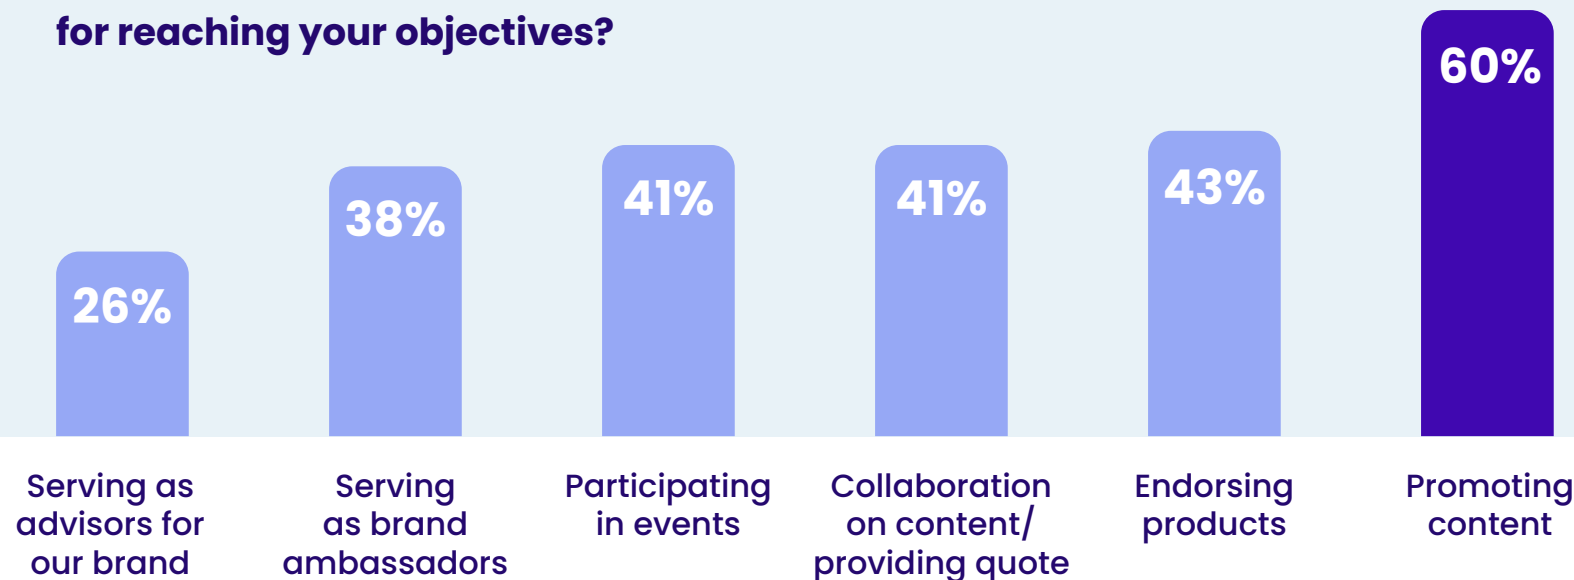 for reaching your objectives?
26%
38%
41%
41%
43%
60%
Serving as
advisors for
our brand
Serving
as brand
ambassadors
Participating
in events
Collaboration
on content/
providing quote
Endorsing
products
Promoting
content